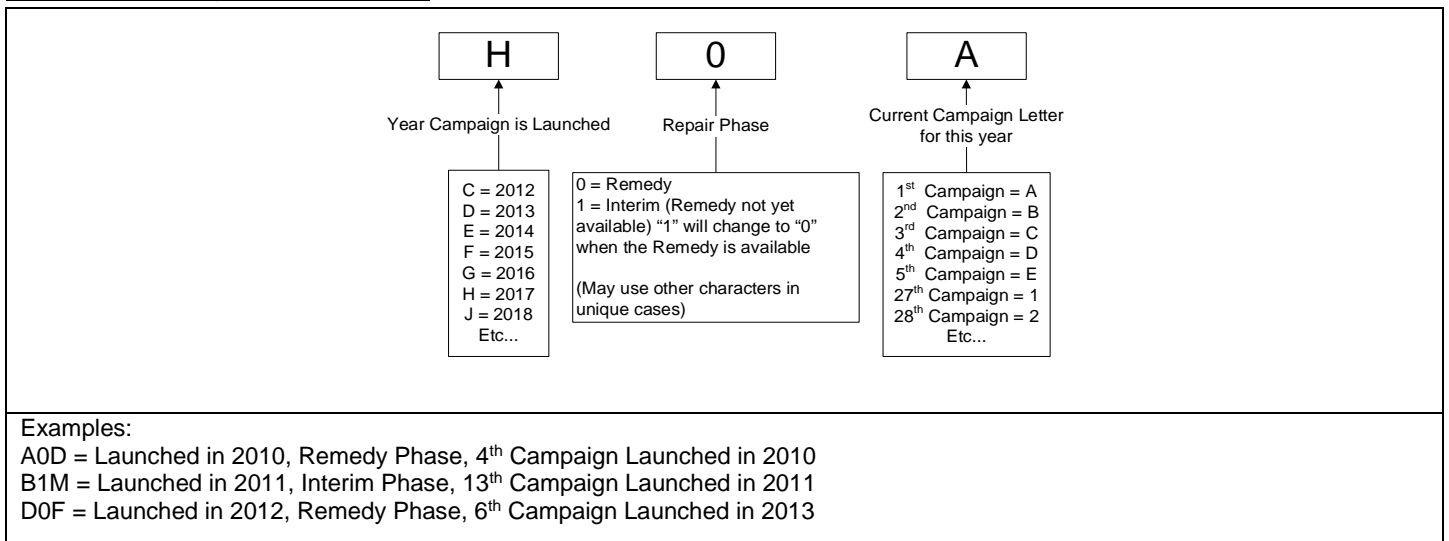 H
0
A
Year Campaign is Launched
Repair Phase
Current Campaign Letter
for this year
C = 2012
D = 2013
E = 2014
F = 2015
G = 2016
H = 2017
J = 2018
Etc...
0 = Remedy
1 = Interim (Remedy not yet
available) “1” will change to “0”
when the Remedy is available
(May use other characters in
unique cases)
1st Campaign = A
2nd Campaign = B
3rd Campaign = C
4th Campaign = D
5th Campaign = E
27th Campaign = 1
28th Campaign = 2
Etc...
Examples:
A0D = Launched in 2010, Remedy Phase, 4th Campaign Launched in 2010
B1M = Launched in 2011, Interim Phase, 13th Campaign Launched in 2011
D0F = Launched in 2012, Remedy Phase, 6th Campaign Launched in 2013